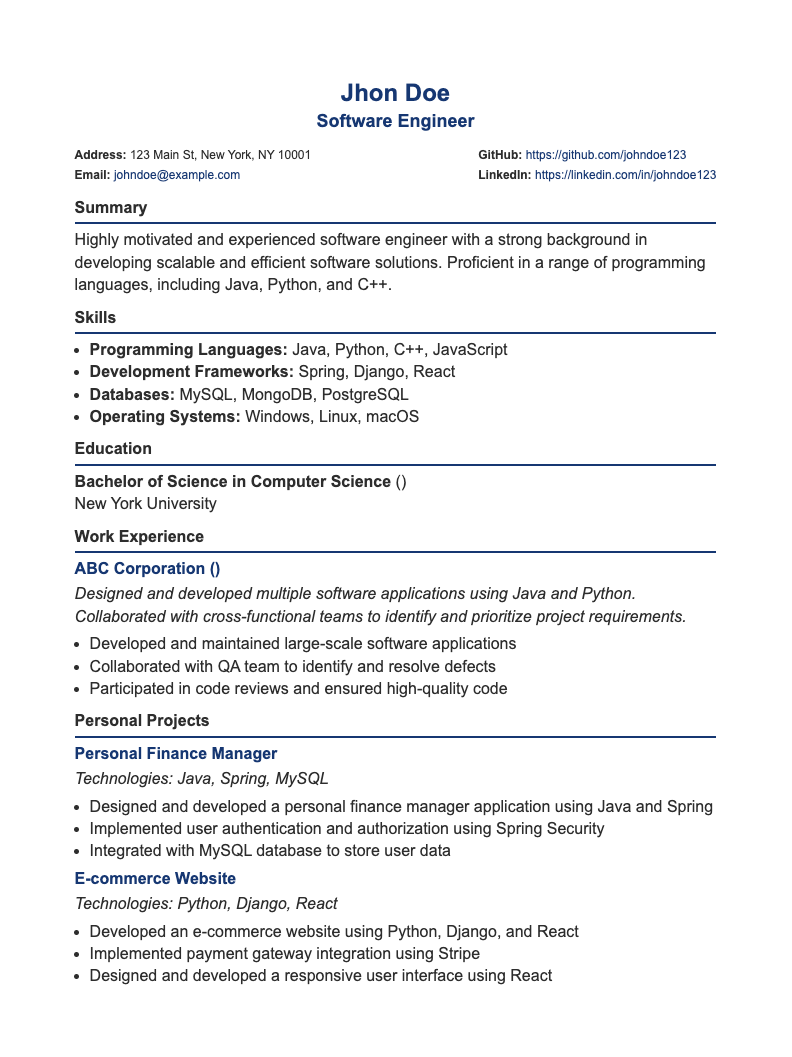 Jhon Doe
Software Engineer
Address: 123 Main St, New York, NY 10001
GitHub: https://github.com/johndoe123
Email: johndoe@example.com
LinkedIn: https://linkedin.com/in/johndoe123
Summary
Highly motivated and experienced software engineer with a strong background in
developing scalable and efficient software solutions. Proficient in a range of programming
languages, including Java, Python, and C++.
Skills
• Programming Languages: Java, Python, C++, JavaScript
• Development Frameworks: Spring, Django, React
• Databases: MySQL, MongoDB, PostgreSQL
• Operating Systems: Windows, Linux, macOS
Education
Bachelor of Science in Computer Science ()
New York University
Work Experience
ABC Corporation ()
Designed and developed multiple software applications using Java and Python.
Collaborated with cross-functional teams to identify and prioritize project requirements.
• Developed and maintained large-scale software applications
• Collaborated with QA team to identify and resolve defects
• Participated in code reviews and ensured high-quality code
Personal Projects
Personal Finance Manager
Technologies: Java, Spring, MySQL
• Designed and developed a personal finance manager application using Java and Spring
• Implemented user authentication and authorization using Spring Security
• Integrated with MySQL database to store user data
E-commerce Website
Technologies: Python, Django, React
• Developed an e-commerce website using Python, Django, and React
• Implemented payment gateway integration using Stripe
• Designed and developed a responsive user interface using React